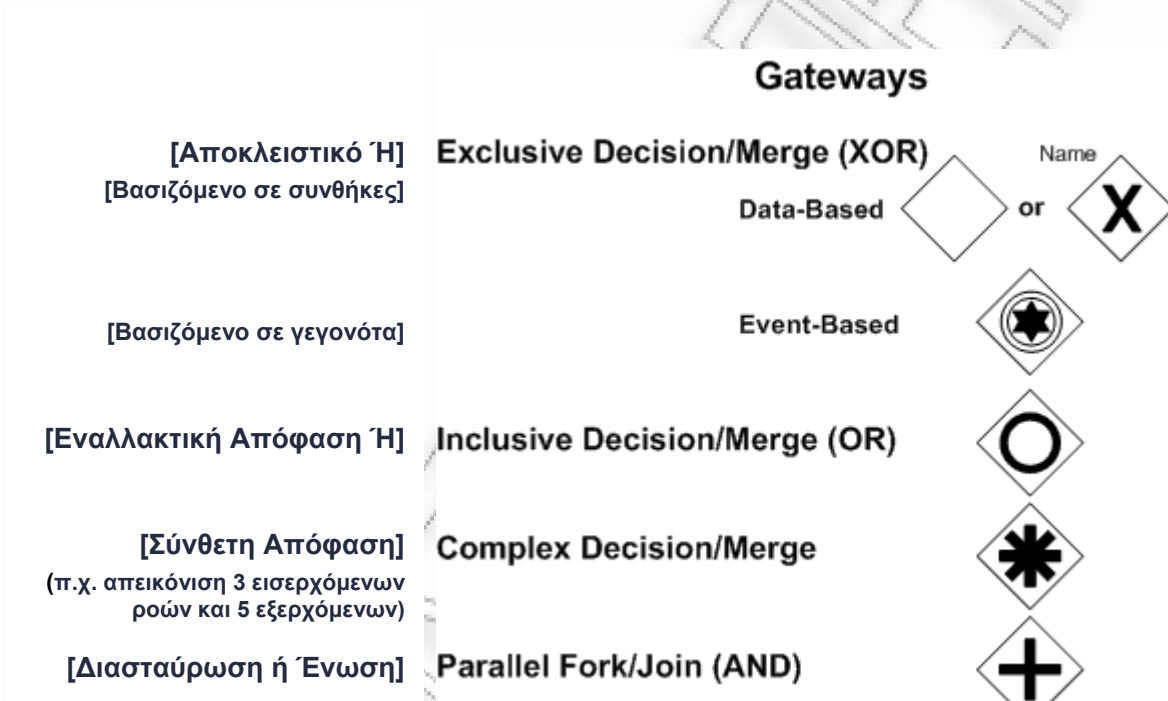 Gateways
[Αποκλειστικό Ή] Exclusive Decision/Merge (XOR) Name
[Βασιζόμενο σε συνθήκες] Data-Based or X
[Βασιζόμενο σε γεγονότα] Event-Based
[Εναλλακτική Απόφαση Ή] Inclusive Decision/Merge (OR)
[Σύνθετη Απόφαση] Complex Decision/Merge
(π.χ. απεικόνιση 3 εισερχόμενων
ροών και 5 εξερχόμενων)
[Διασταύρωση ή Ένωση] Parallel Fork/Join (AND)